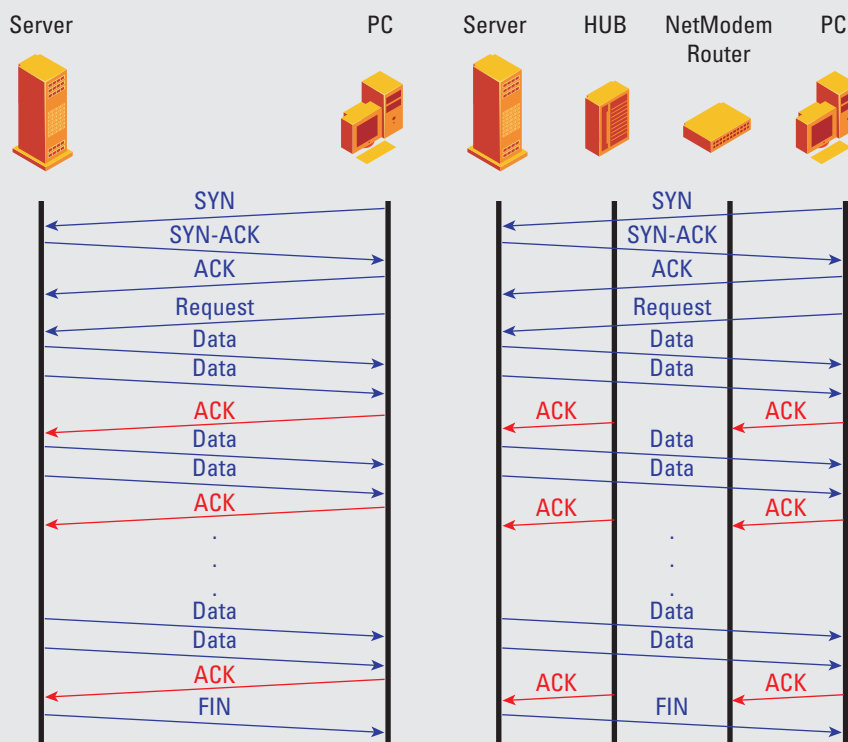 Server
PC
SYN
SYN-ACK
ACK
Request
Data
Data
ACK
Data
Data
ACK
.
.
.
Data
Data
ACK
FIN
Server
HUB
NetModem
Router
PC
SYN
SYN-ACK
ACK
Request
Data
Data
ACK
ACK
Data
Data
ACK
ACK
.
.
.
Data
Data
ACK
ACK
FIN